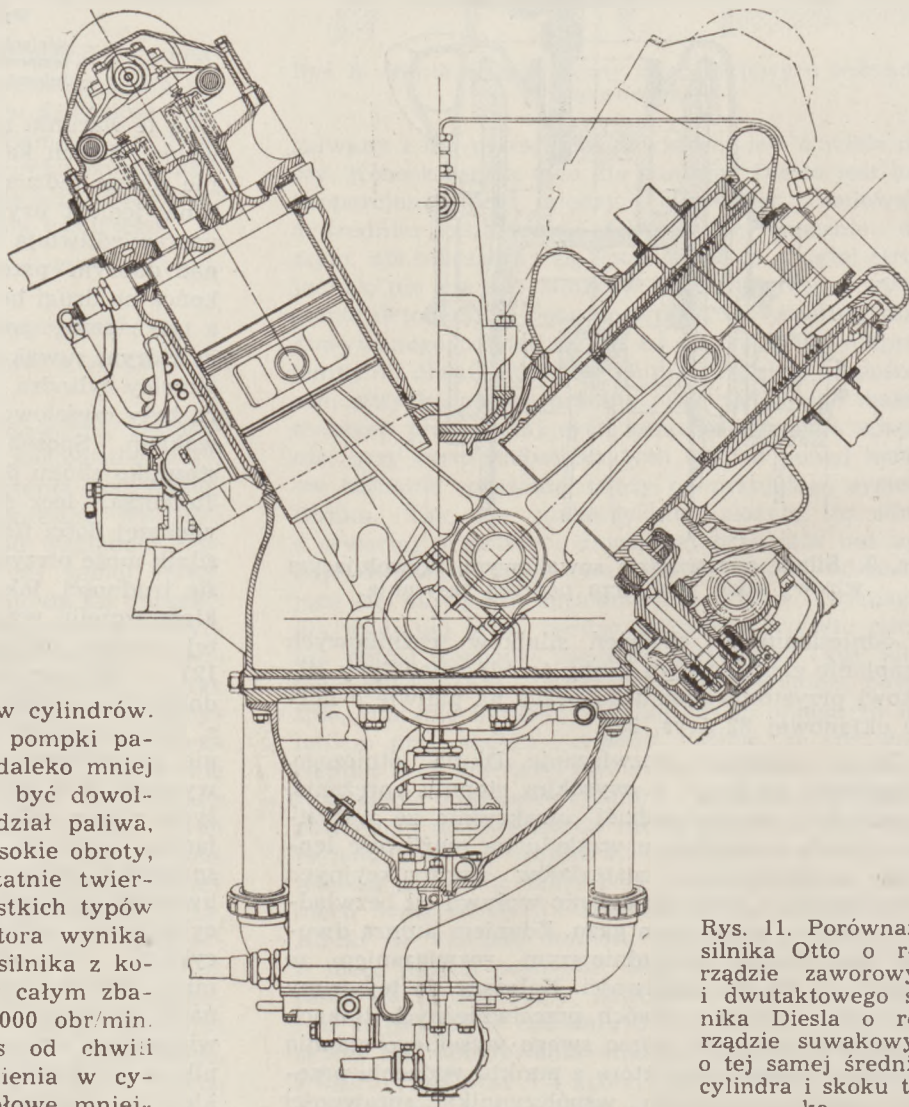 w cylindrów.
pompki pa-
daleko mniej
być dowol-
dział paliwa,
sokie obroty,
tatnie twier-
stkich typów
tora wynika
silnika z ko-
całym zba-
000 obr/min.
s od chwili
ienia w cy-
Rys. 11. Porównan
silnika Otto o r
rządzie zaworowy
i dwutaktowego s
nika Diesla o r
rządzie suwakowy
o tej samej średni
cylindra i skoku t